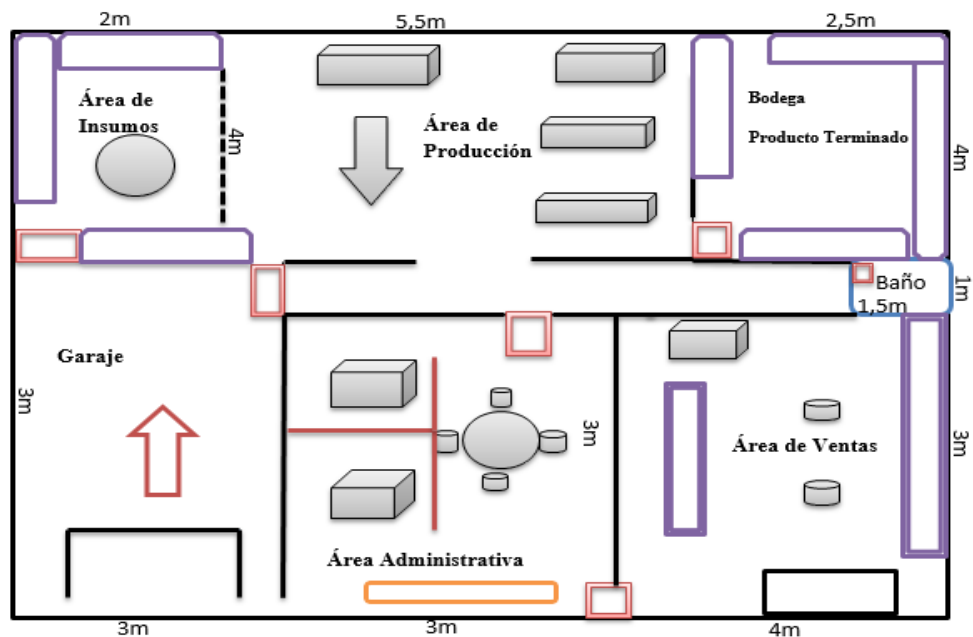 2m
5,5m
2,5m
Área de
Insumos
4m
Área de
Producción
Bodega
Producto Terminado
4m
Baño
1,5m
1m
Garaje
3m
3m
Área de Ventas
3m
Área Administrativa
3m
3m
4m